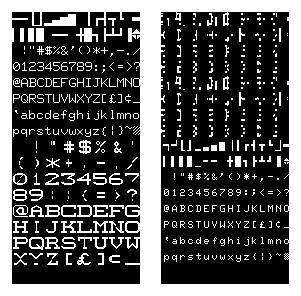 !"#$%&'()*+,-./
0123456789:;<=>?
@ABCDEFGHIJKLMNO
PQRSTUVWXYZ[£]¢_
`abcdefghijklmno
pqrstuvwxyz{|}~
!"#$%&'
()*+,-./
01234567
89:;<=>?
@ABCDEFG
HIJKLMNO
PQRSTUVW
XYZ[£]¢_
!"#$%&'()*+,-./
0123456789:;<=>?
@ABCDEFGHIJKLMNO
PQRSTUVWXYZ[£]¢_
`abcdefghijklmno
pqrstuvwxyz{|}~